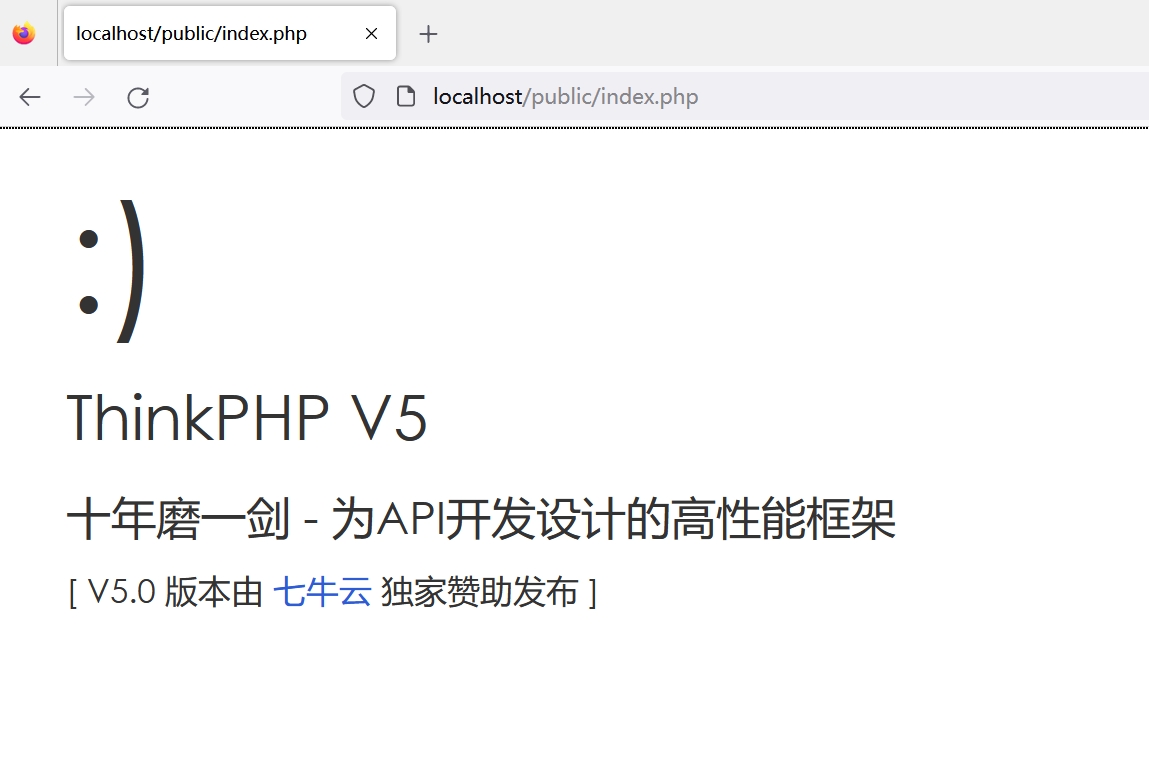 localhost/public/index.php
localhost/public/index.php
:)
ThinkPHP V5
十年磨一剑 - 为API开发设计的高性能框架
[ V5.0 版本由 七牛云 独家赞助发布 ]